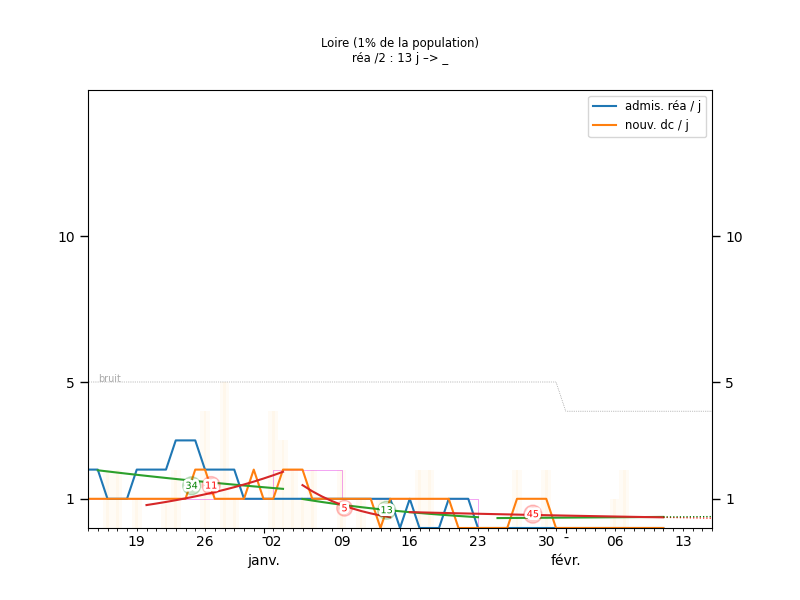 Loire (1% de la population)
réa /2 : 13 j –> _
admis. réa / j
nouv. dc / j
10 10
bruit
5 5
34 11
1 1
5 13 45
19 26 02 09 16 23 30 06 13
janv. févr.